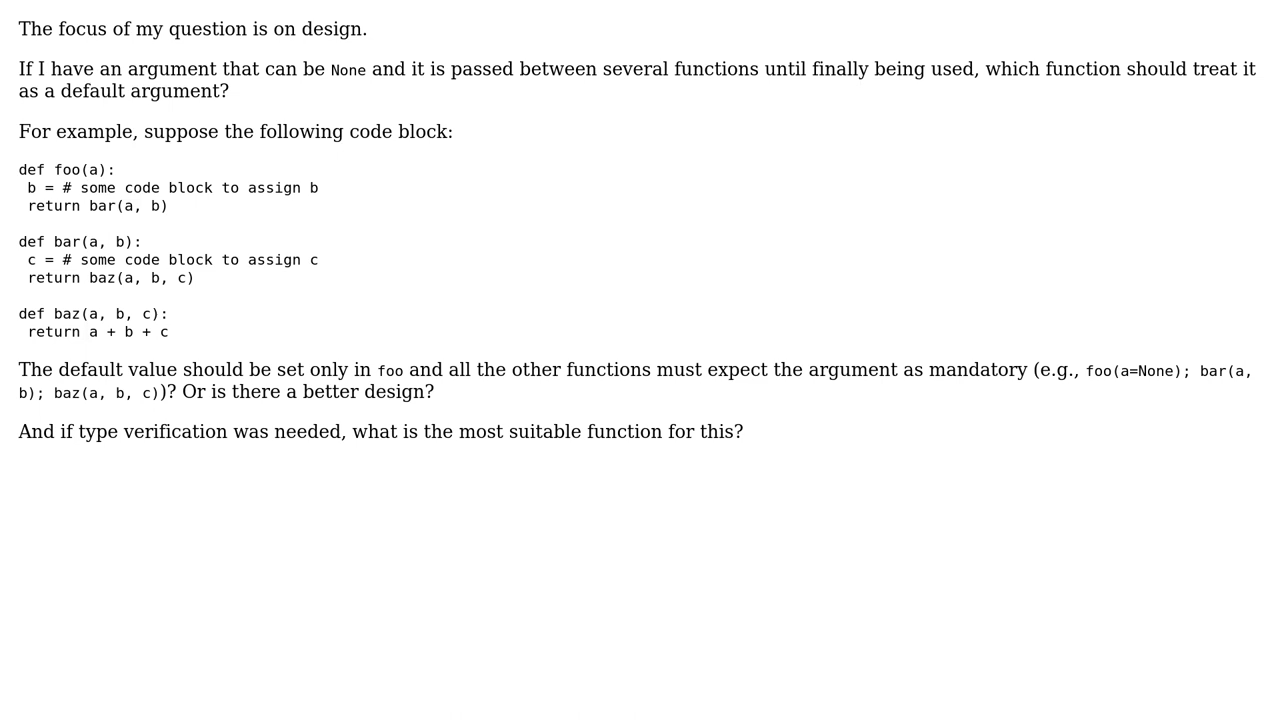 The focus of my question is on design.
If I have an argument that can be None and it is passed between several functions until finally being used, which function should treat it
as a default argument?
For example, suppose the following code block:
def foo(a):
 b = # some code block to assign b
 return bar(a, b)
def bar(a, b):
 c = # some code block to assign c
 return baz(a, b, c)
def baz(a, b, c):
 return a + b + c
The default value should be set only in foo and all the other functions must expect the argument as mandatory (e.g., foo(a=None); bar(a,
b); baz(a, b, c))? Or is there a better design?
And if type verification was needed, what is the most suitable function for this?